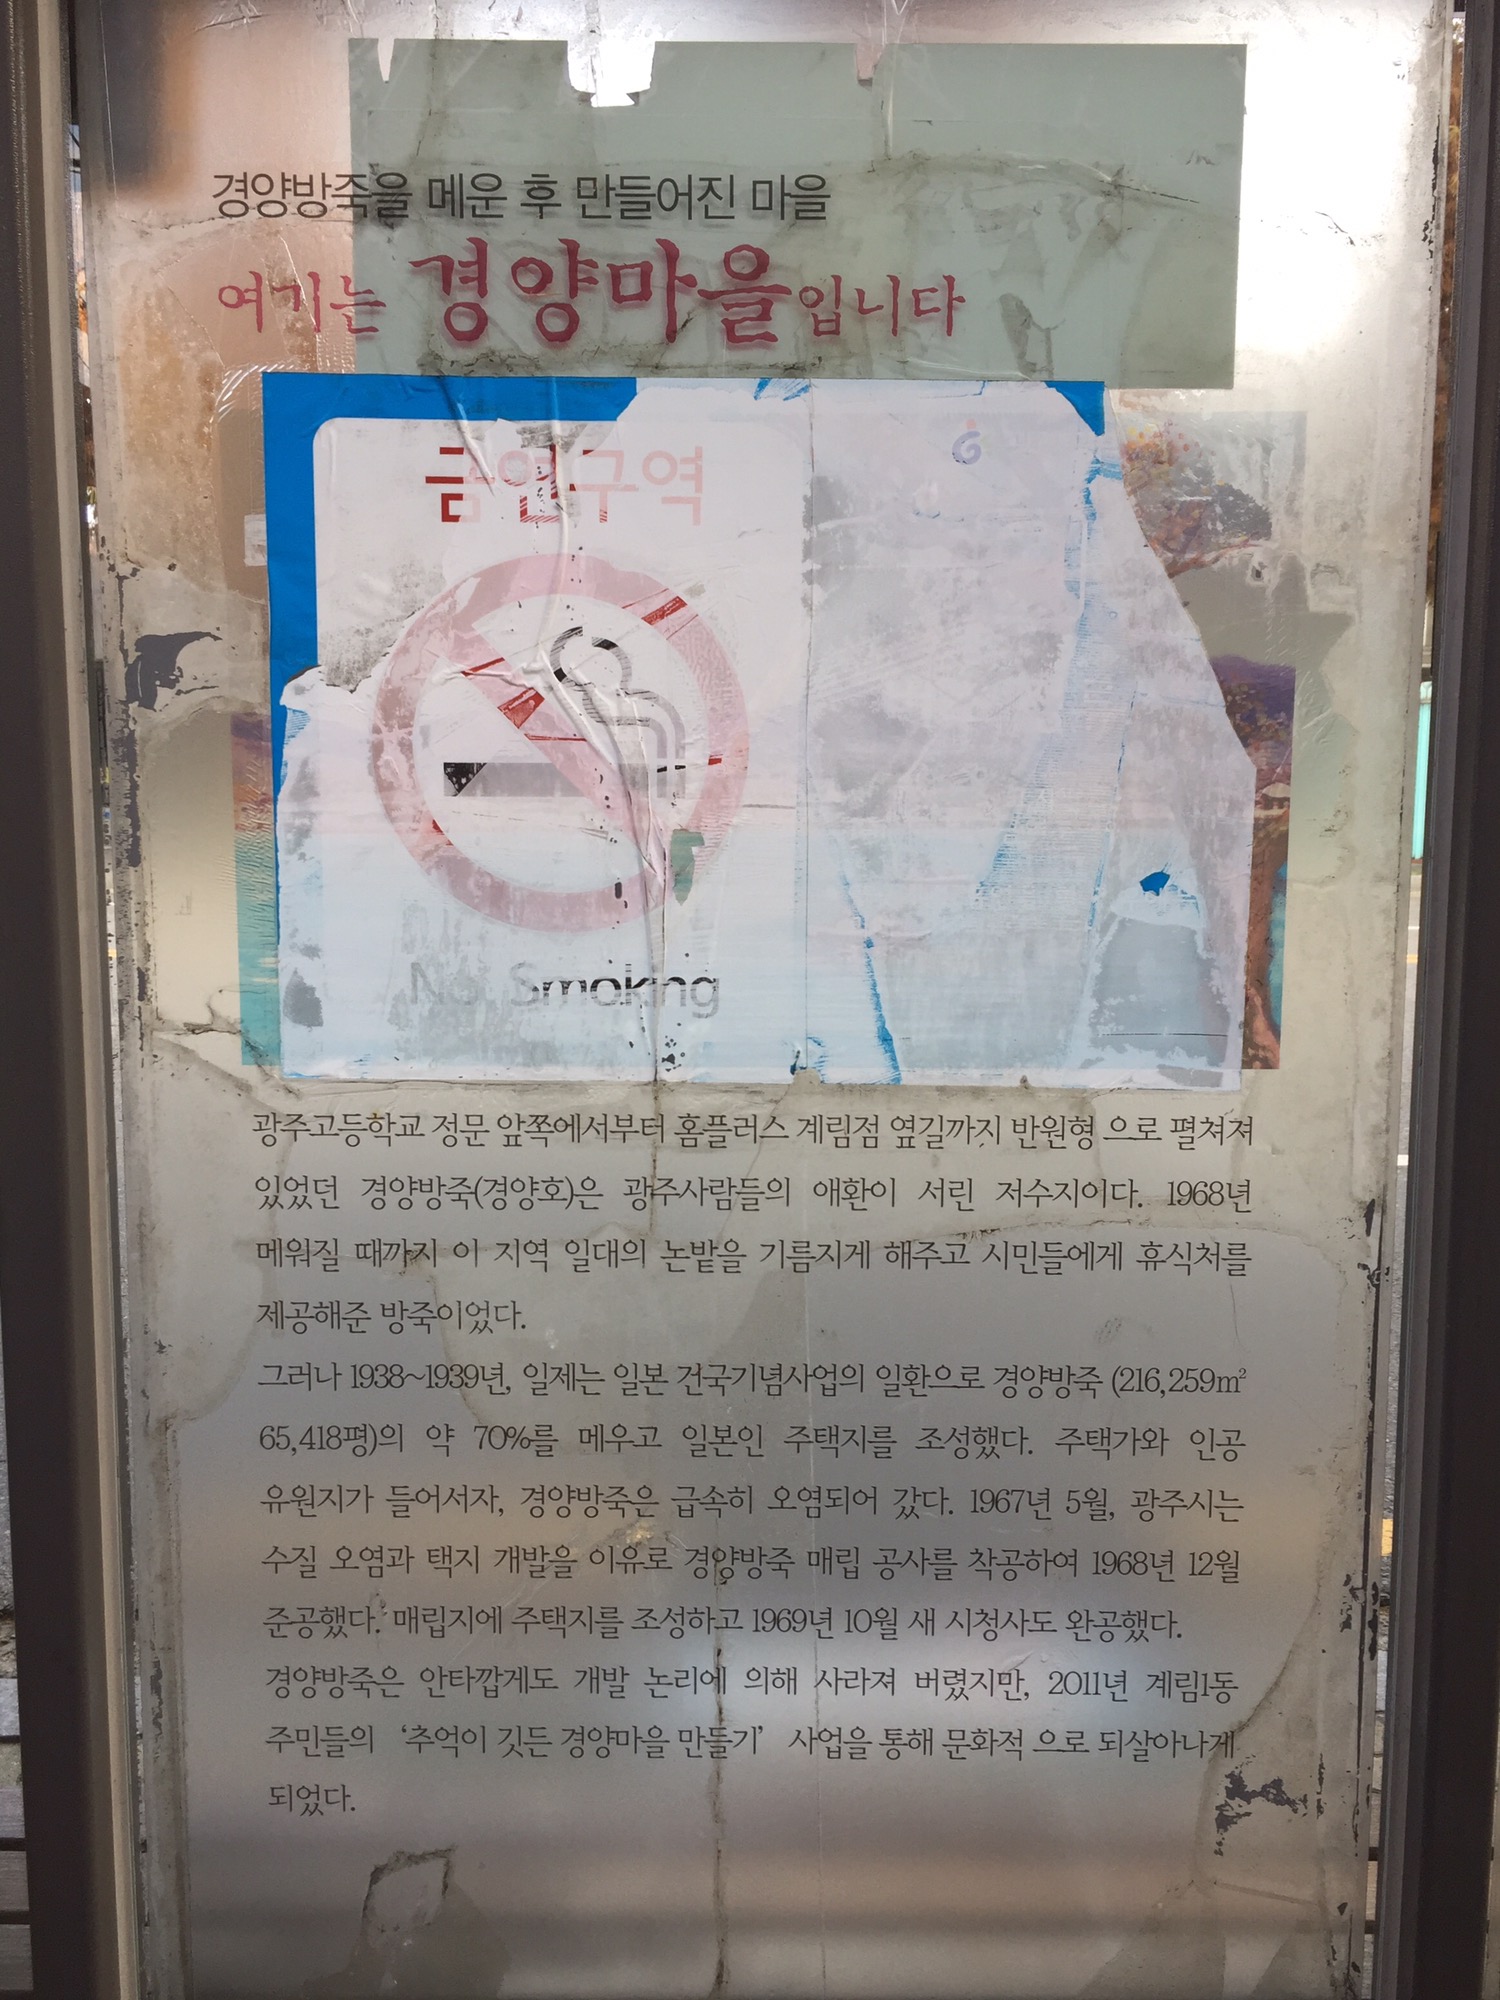 경양방죽을 메운 후 만들어진 마을
여기는 경양마을입니다
금연구역
No Smoking
광주고등학교 정문 앞쪽에서부터 홈플러스 계림점 옆길까지 반원형 으로 펼쳐져
있었던 경양방죽(경양호)은 광주사람들의 애환이 서린 저수지이다. 1968년
메워질 때까지 이 지역 일대의 논밭을 기름지게 해주고 시민들에게 휴식처를
제공해준 방죽이었다.
그러나 1938~1939년, 일제는 일본 건국기념사업의 일환으로 경양방죽 (216,259㎡
65,418평)의 약 70%를 메우고 일본인 주택지를 조성했다. 주택가와 인공
유원지가 들어서자, 경양방죽은 급속히 오염되어 갔다. 1967년 5월, 광주시는
수질 오염과 택지 개발을 이유로 경양방죽 매립 공사를 착공하여 1968년 12월
준공했다. 매립지에 주택지를 조성하고 1969년 10월 새 시청사도 완공했다.
경양방죽은 안타깝게도 개발 논리에 의해 사라져 버렸지만, 2011년 계림1동
주민들의 ‘추억이 깃든 경양마을 만들기’ 사업을 통해 문화적 으로 되살아나게
되었다.